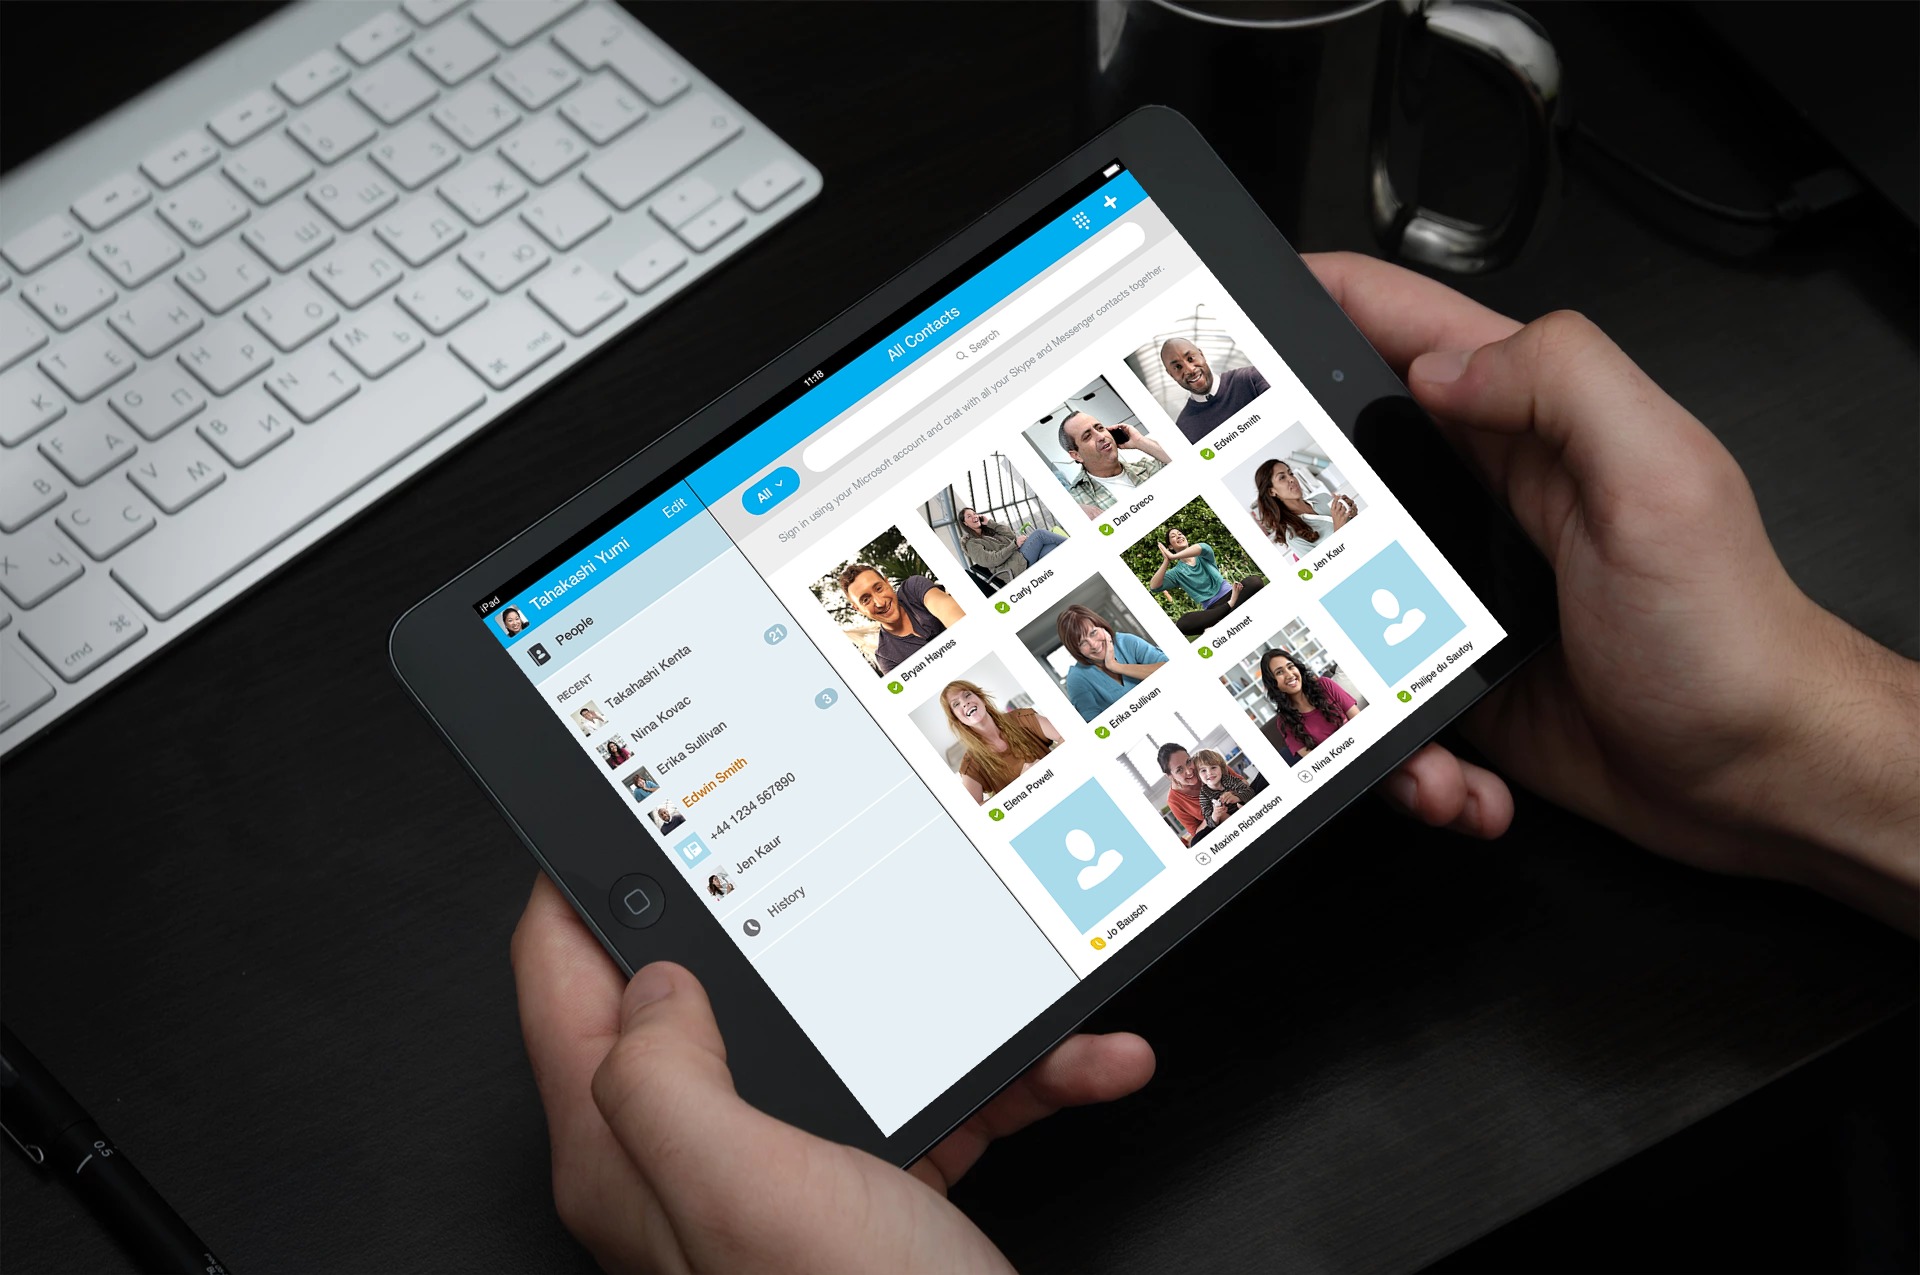 iPad
11:18
Tahakashi Yumi
Edit
All Contacts
People
RECENT
Takahashi Kenta
21
Nina Kovac
Erika Sullivan
3
Edwin Smith
+44 1234 567890
Jen Kaur
History
All
Search
Sign in using your Microsoft account and chat with all your Skype and Messenger contacts together.
Bryan Haynes
Carly Davis
Dan Greco
Edwin Smith
Elena Powell
Erika Sullivan
Gia Ahmet
Jen Kaur
Jo Bausch
Maxine Richardson
Nina Kovac
Philipe du Sautoy
cmd
cmd
0.5